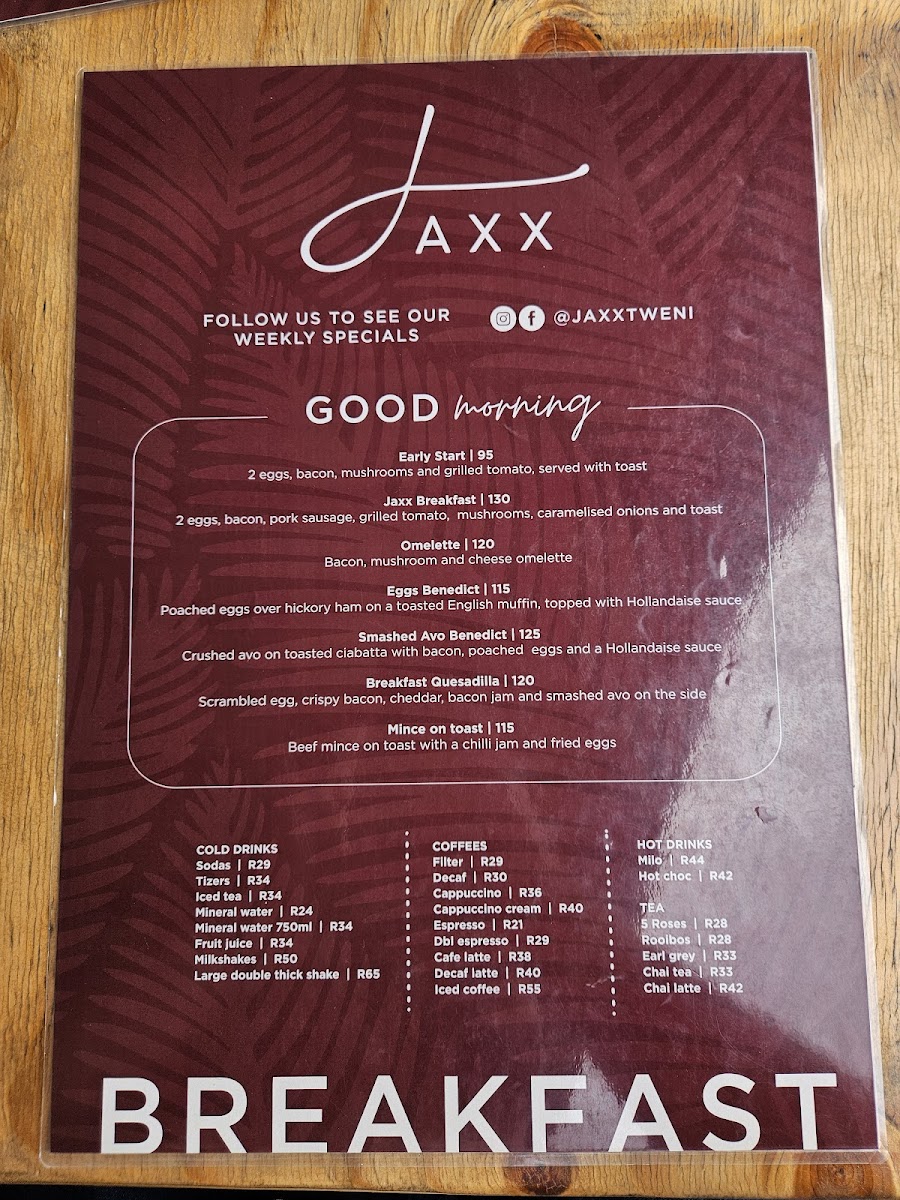 JAXX
FOLLOW US TO SEE OUR
WEEKLY SPECIALS
@JAXXTWENI
GOOD morning
Early Start | 95
2 eggs, bacon, mushrooms and grilled tomato, served with toast
Jaxx Breakfast | 130
2 eggs, bacon, pork sausage, grilled tomato, mushrooms, caramelised onions and toast
Omelette | 120
Bacon, mushroom and cheese omelette
Eggs Benedict | 115
Poached eggs over hickory ham on a toasted English muffin, topped with Hollandaise sauce
Smashed Avo Benedict | 125
Crushed avo on toasted ciabatta with bacon, poached eggs and a Hollandaise sauce
Breakfast Quesadilla | 120
Scrambled egg, crispy bacon, cheddar, bacon jam and smashed avo on the side
Mince on toast | 115
Beef mince on toast with a chilli jam and fried eggs
COLD DRINKS
Sodas | R29
Tizers | R34
Iced tea | R34
Mineral water | R24
Mineral water 750ml | R34
Fruit juice | R34
Milkshakes | R50
Large double thick shake | R65
COFFEES
Filter | R29
Decaf | R30
Cappuccino | R36
Cappuccino cream | R40
Espresso | R21
Dbl espresso | R29
Cafe latte | R38
Decaf latte | R40
Iced coffee | R55
HOT DRINKS
Milo | R44
Hot choc | R42
TEA
5 Roses | R28
Rooibos | R28
Earl grey | R33
Chai tea | R33
Chai latte | R42
BREAKFAST